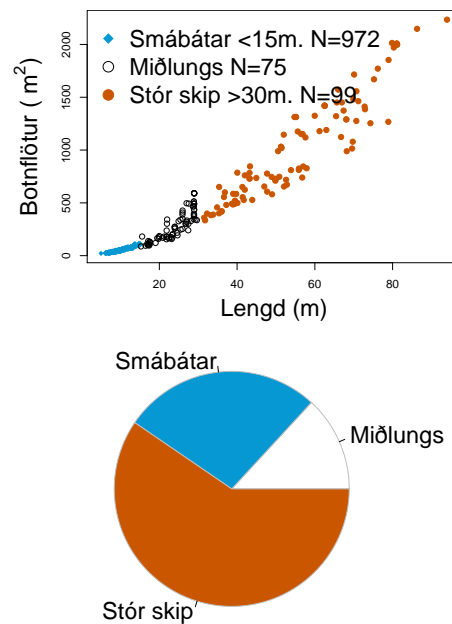 Smábátar <15m. N=972
Miðlungs N=75
Stór skip >30m. N=99
Botnflötur ( m²)
0
500
1000
1500
2000
0
20
40
60
80
Lengd (m)
Smábátar
Miðlungs
Stór skip